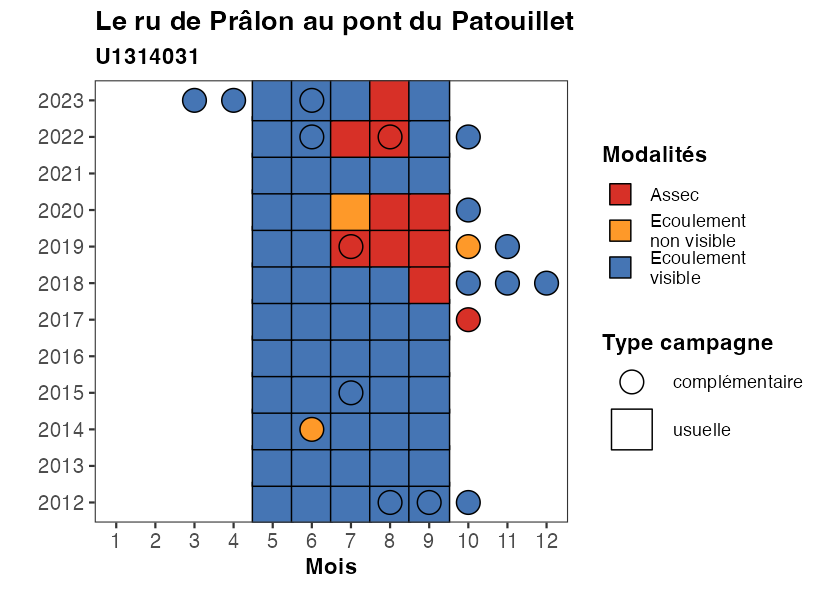 Le ru de Prâlon au pont du Patouillet
U1314031
2023
2022
2021
2020
2019
2018
2017
2016
2015
2014
2013
2012
1 2 3 4 5 6 7 8 9 10 11 12
Mois
Modalités
Assec
Ecoulement
non visible
Ecoulement
visible
Type campagne
complémentaire
usuelle